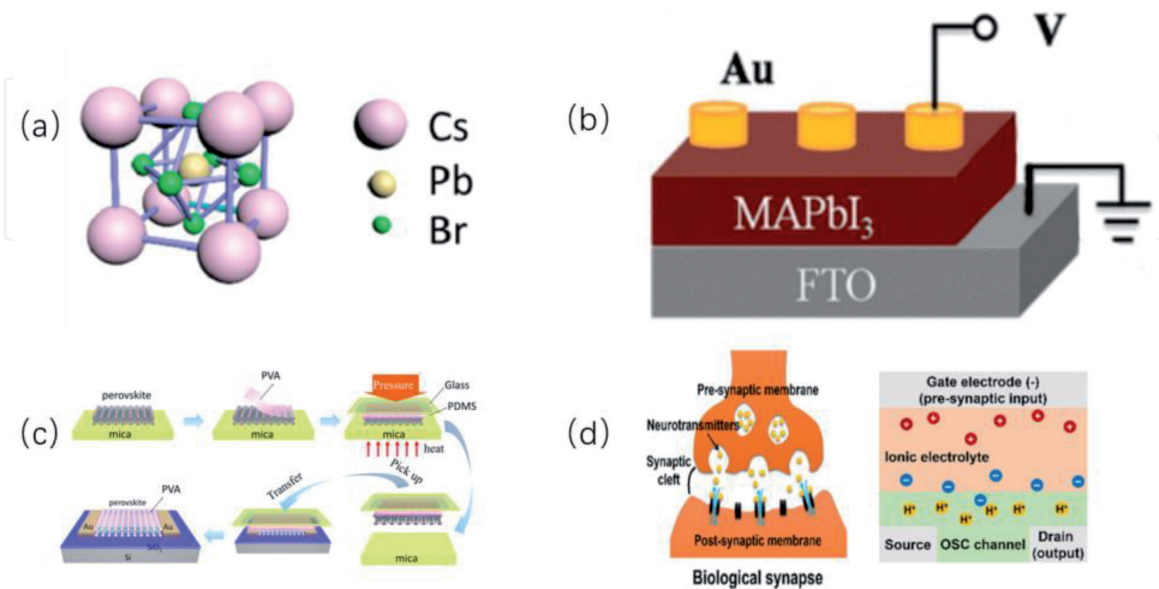 (a)
Cs
Pb
Br
(b)
Au
V
MAPbI₃
FTO
(c)
perovskite
mica
PVA
mica
Pressure
Glass
PDMS
mica
heat
Pick up
Transfer
mica
perovskite
PVA
Au
Au
SiO₂
Si
(d)
Pre-synaptic membrane
Neurotransmitters
Synaptic
cleft
Post-synaptic membrane
Biological synapse
Gate electrode (-)
(pre-synaptic input)
+ + + + + +
Ionic electrolyte
− − − − − −
H⁺ H⁺ H⁺ H⁺ H⁺ H⁺
Source
OSC channel
Drain
(output)